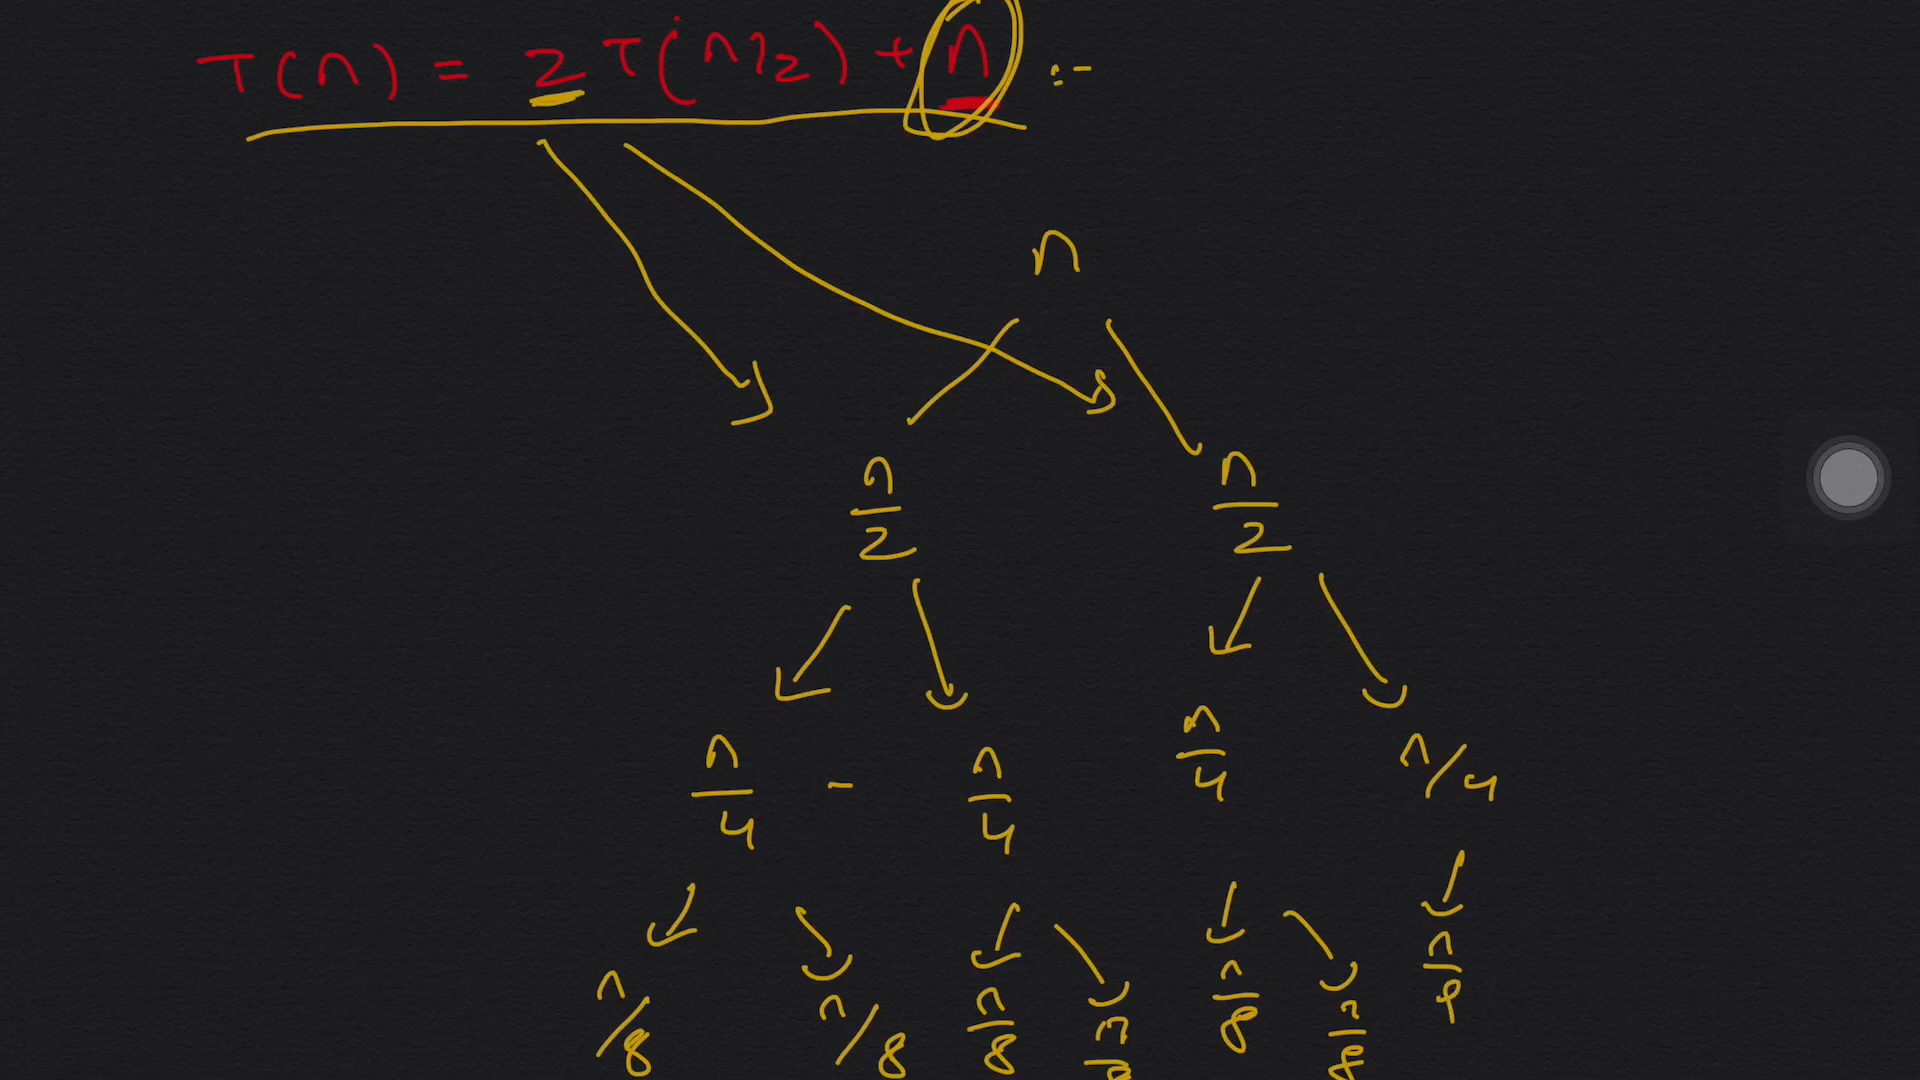 T(n) = 2T(n/2) + n :-
n
n/2 n/2
n/4 - n/4 n/4 n/4
n/8 n/8 n/8 n/8 n/8 n/8